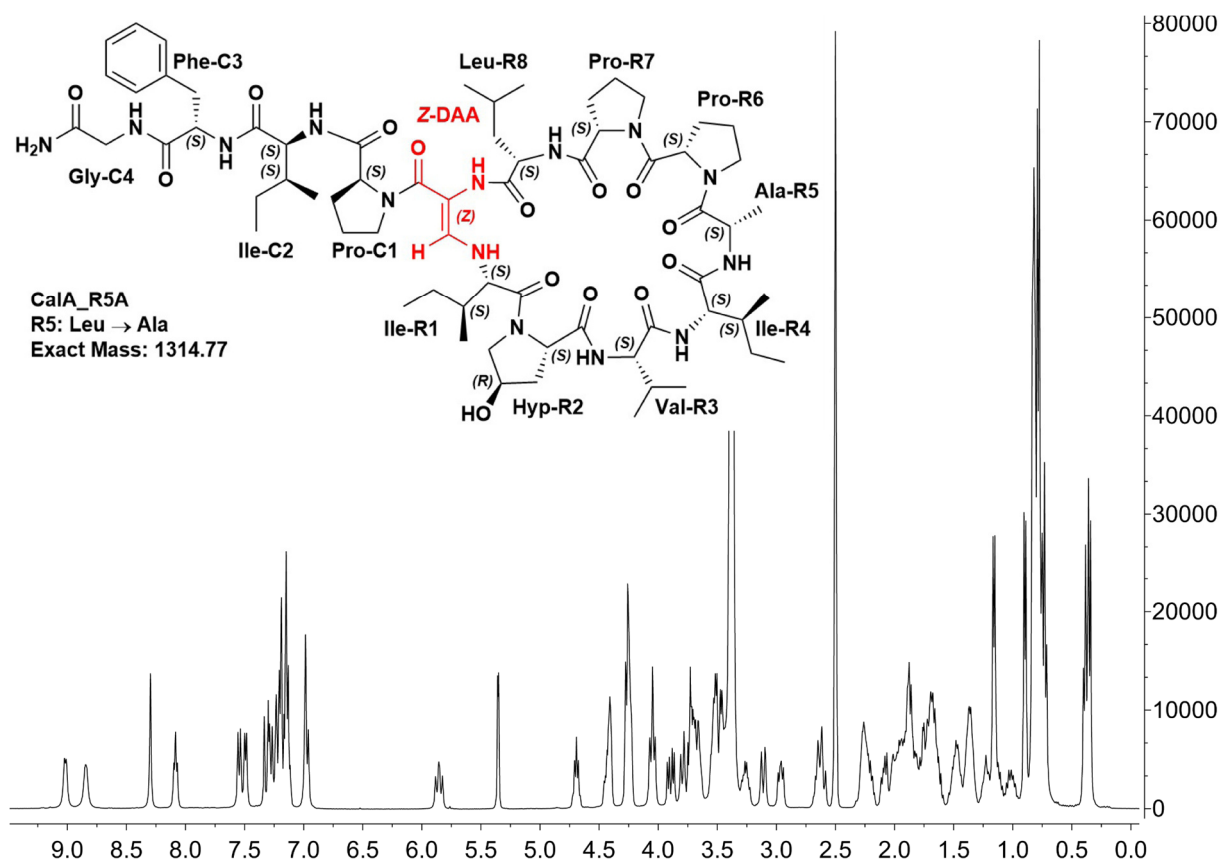 80000
Phe-C3
Leu-R8
Pro-R7
Z-DAA
Pro-R6
O
O
H
N
O
H
N
O
(S)
H2N
N
H
O
N
H
(S)
(S)
(S)
O
H
N
(S)
O
H
N
(S)
O
N
O
(S)
N
70000
Gly-C4
Ile-C2
Pro-C1
N
(Z)
H
NH
(S)
O
Ala-R5
(S)
NH
O
60000
CalA_R5A
R5: Leu → Ala
Exact Mass: 1314.77
Ile-R1
(S)
O
N
O
(S)
N
H
(S)
O
N
H
(S)
(S)
Ile-R4
50000
(R)
HO
Hyp-R2
Val-R3
40000
30000
20000
10000
0
9.0 8.5 8.0 7.5 7.0 6.5 6.0 5.5 5.0 4.5 4.0 3.5 3.0 2.5 2.0 1.5 1.0 0.5 0.0